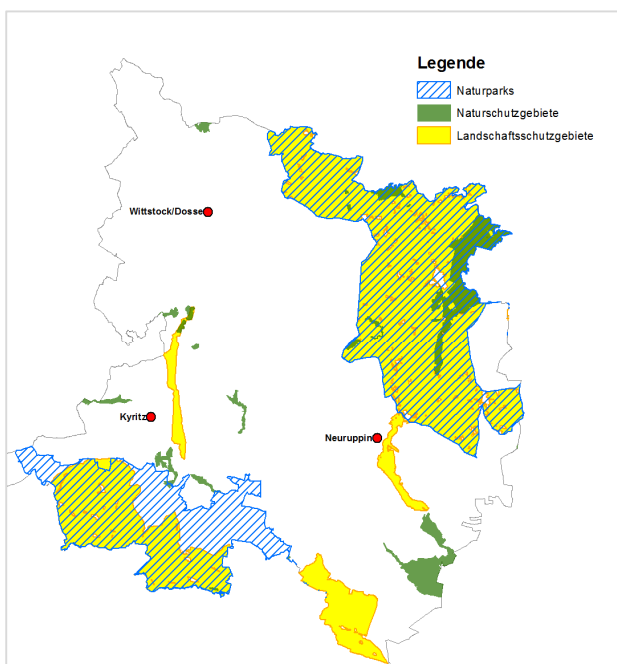 Legende
Naturparks
Naturschutzgebiete
Landschaftsschutzgebiete
Wittstock/Dosse
Kyritz
Neuruppin